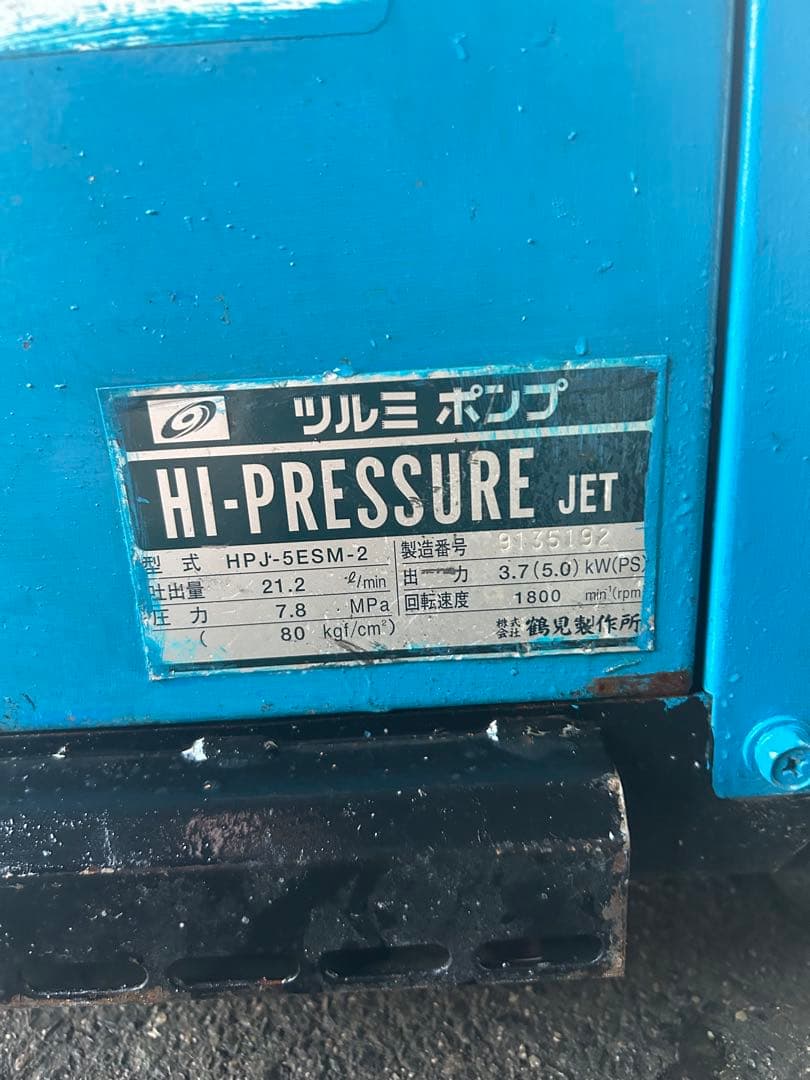 ツルミ ポンプ
HI-PRESSURE JET
型式 HPJ-5ESM-2
製造番号 9135192
吐出量 21.2 ℓ/min
出力 3.7(5.0) kW(PS)
圧力 7.8 MPa
回転速度 1800 min⁻¹(rpm
( 80 kgf/cm²)
株式会社 鶴見製作所